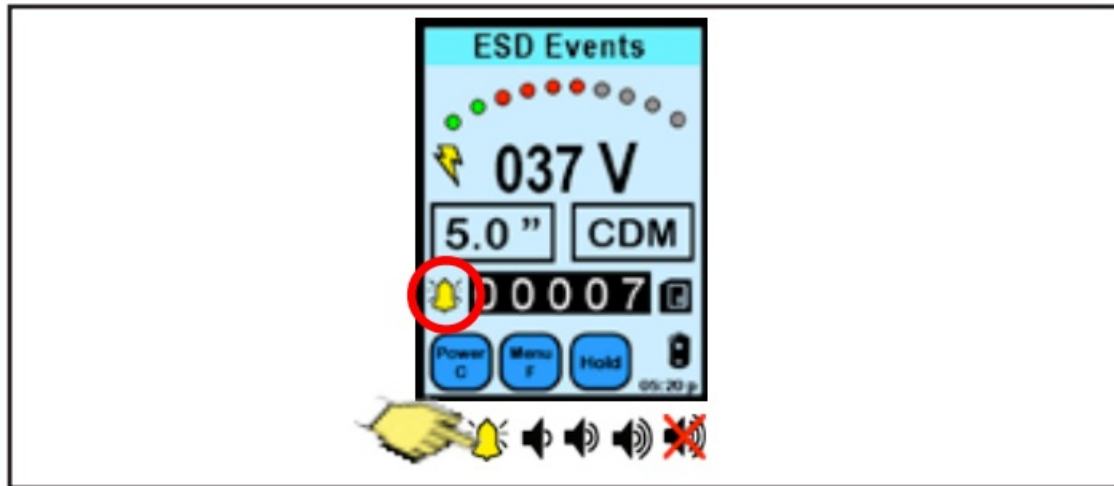 ESD Events
037 V
5.0 ” CDM
00007
Power Menu Hold
C F
05:20 p